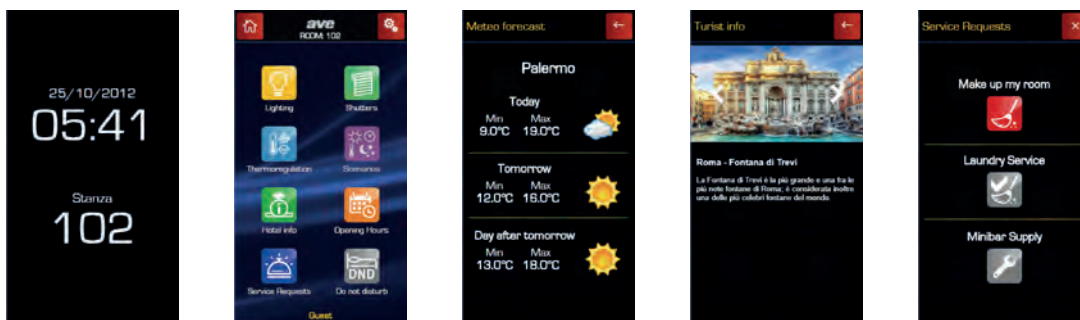 25/10/2012
05:41
Stanza
102
ave
ROOM: 102
Lighting
Shutters
Thermoregulation
Scenarios
Hotel info
Opening Hours
Service Requests
DND
Do not disturb
Guest
Meteo forecast
Palermo
Today
Min Max
9.0°C 19.0°C
Tomorrow
Min Max
12.0°C 16.0°C
Day after tomorrow
Min Max
13.0°C 18.0°C
Turist info
Roma - Fontana di Trevi
La Fontana di Trevi è la più grande e una fra le
più note fontane di Roma; è considerata inoltre
una delle più celebri fontane del mondo.
Service Requests
Make up my room
Laundry Service
Minibar Supply